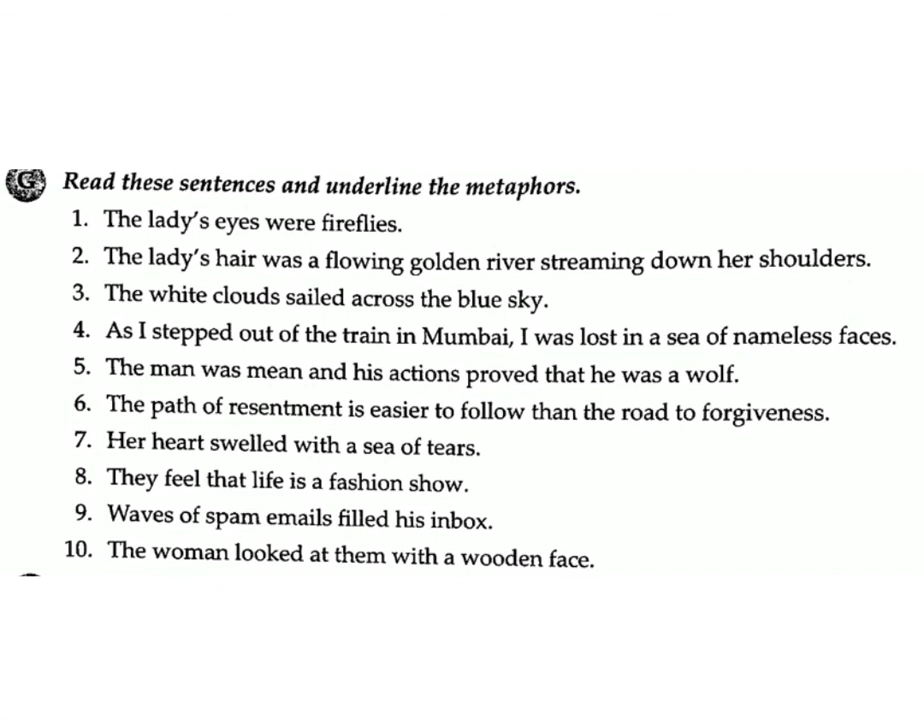 G Read these sentences and underline the metaphors.
1. The lady's eyes were fireflies.
2. The lady's hair was a flowing golden river streaming down her shoulders.
3. The white clouds sailed across the blue sky.
4. As I stepped out of the train in Mumbai, I was lost in a sea of nameless faces.
5. The man was mean and his actions proved that he was a wolf.
6. The path of resentment is easier to follow than the road to forgiveness.
7. Her heart swelled with a sea of tears.
8. They feel that life is a fashion show.
9. Waves of spam emails filled his inbox.
10. The woman looked at them with a wooden face.